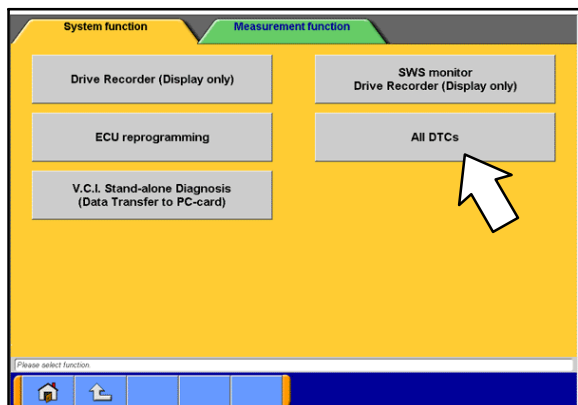 System function
Measurement function
Drive Recorder (Display only)
SWS monitor
Drive Recorder (Display only)
ECU reprogramming
All DTCs
V.C.I. Stand-alone Diagnosis
(Data Transfer to PC-card)
Please select function.